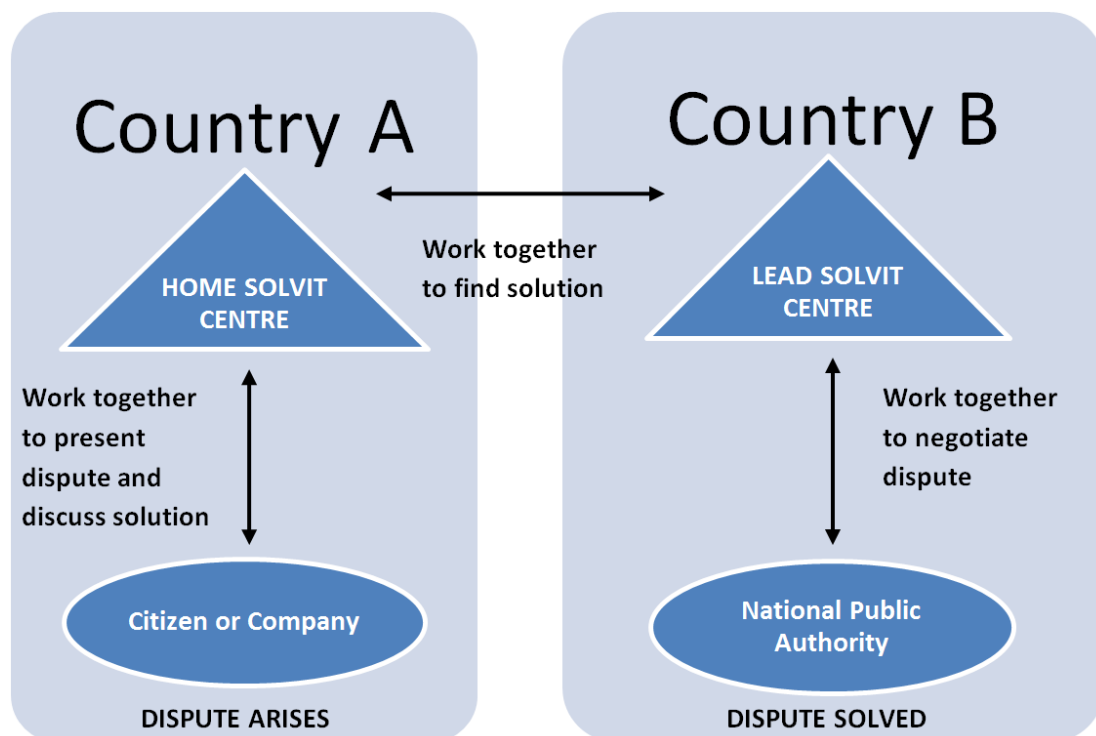 Country A
Country B
HOME SOLVIT
CENTRE
Work together
to find solution
LEAD SOLVIT
CENTRE
Work together
to present
dispute and
discuss solution
Work together
to negotiate
dispute
Citizen or Company
National Public
Authority
DISPUTE ARISES
DISPUTE SOLVED